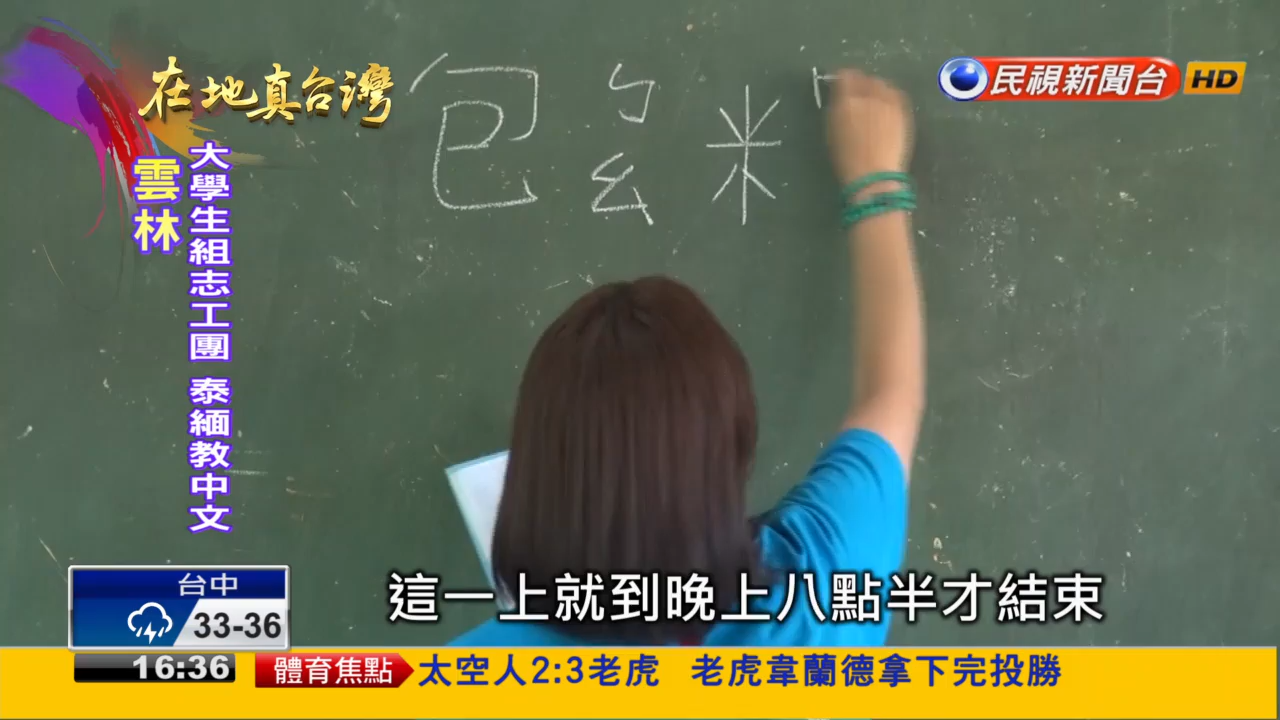 在地真台灣
民視新聞台 HD
雲林
大學生組志工團 泰緬教中文
包 ㄅㄠ 米
這一上就到晚上八點半才結束
台中
33-36
16:36
體育焦點
太空人2:3老虎 老虎韋蘭德拿下完投勝